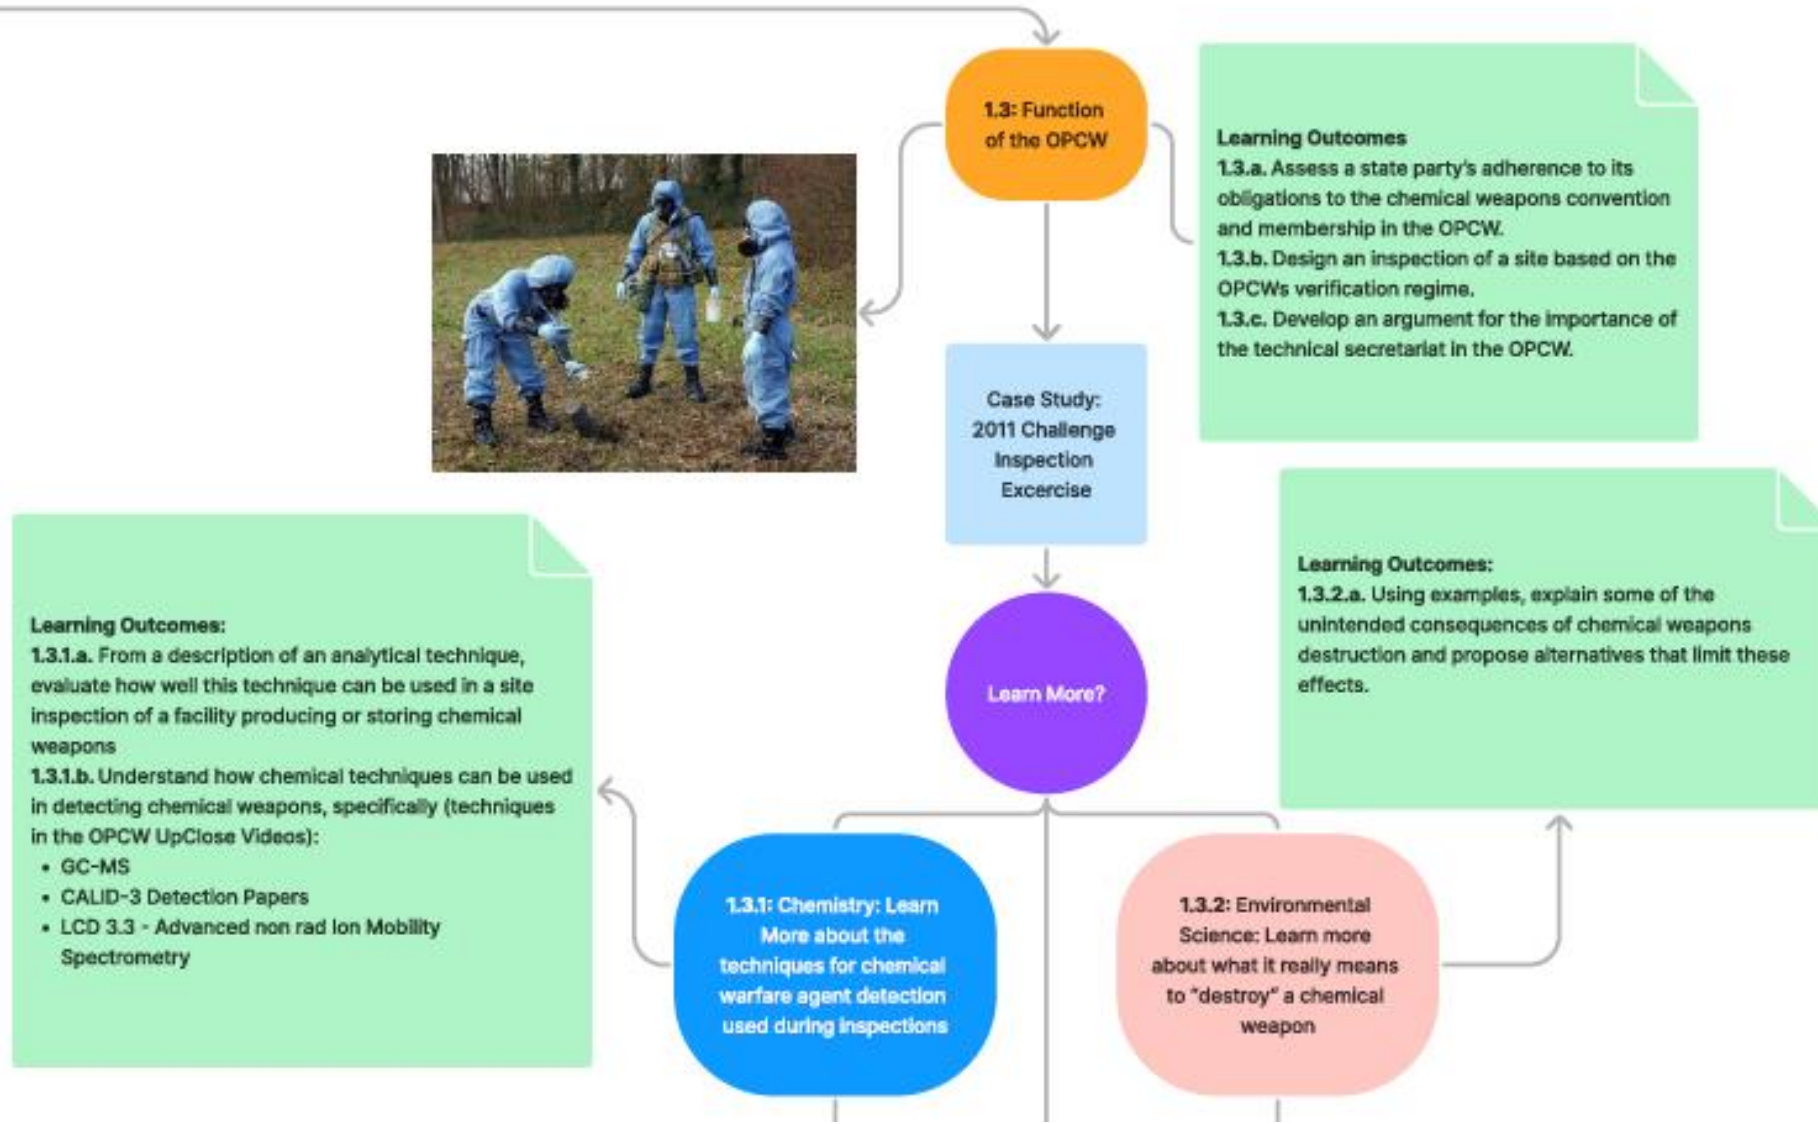 1.3: Function
of the OPCW
Learning Outcomes
1.3.a. Assess a state party's adherence to its
obligations to the chemical weapons convention
and membership in the OPCW.
1.3.b. Design an inspection of a site based on the
OPCWs verification regime.
1.3.c. Develop an argument for the importance of
the technical secretariat in the OPCW.
Case Study:
2011 Challenge
Inspection
Excercise
Learning Outcomes:
1.3.2.a. Using examples, explain some of the
unintended consequences of chemical weapons
destruction and propose alternatives that limit these
effects.
Learn More?
Learning Outcomes:
1.3.1.a. From a description of an analytical technique,
evaluate how well this technique can be used in a site
inspection of a facility producing or storing chemical
weapons
1.3.1.b. Understand how chemical techniques can be used
in detecting chemical weapons, specifically (techniques
in the OPCW UpClose Videos):
• GC-MS
• CALID-3 Detection Papers
• LCD 3.3 - Advanced non rad Ion Mobility
Spectrometry
1.3.1: Chemistry: Learn
More about the
techniques for chemical
warfare agent detection
used during inspections
1.3.2: Environmental
Science: Learn more
about what it really means
to "destroy" a chemical
weapon